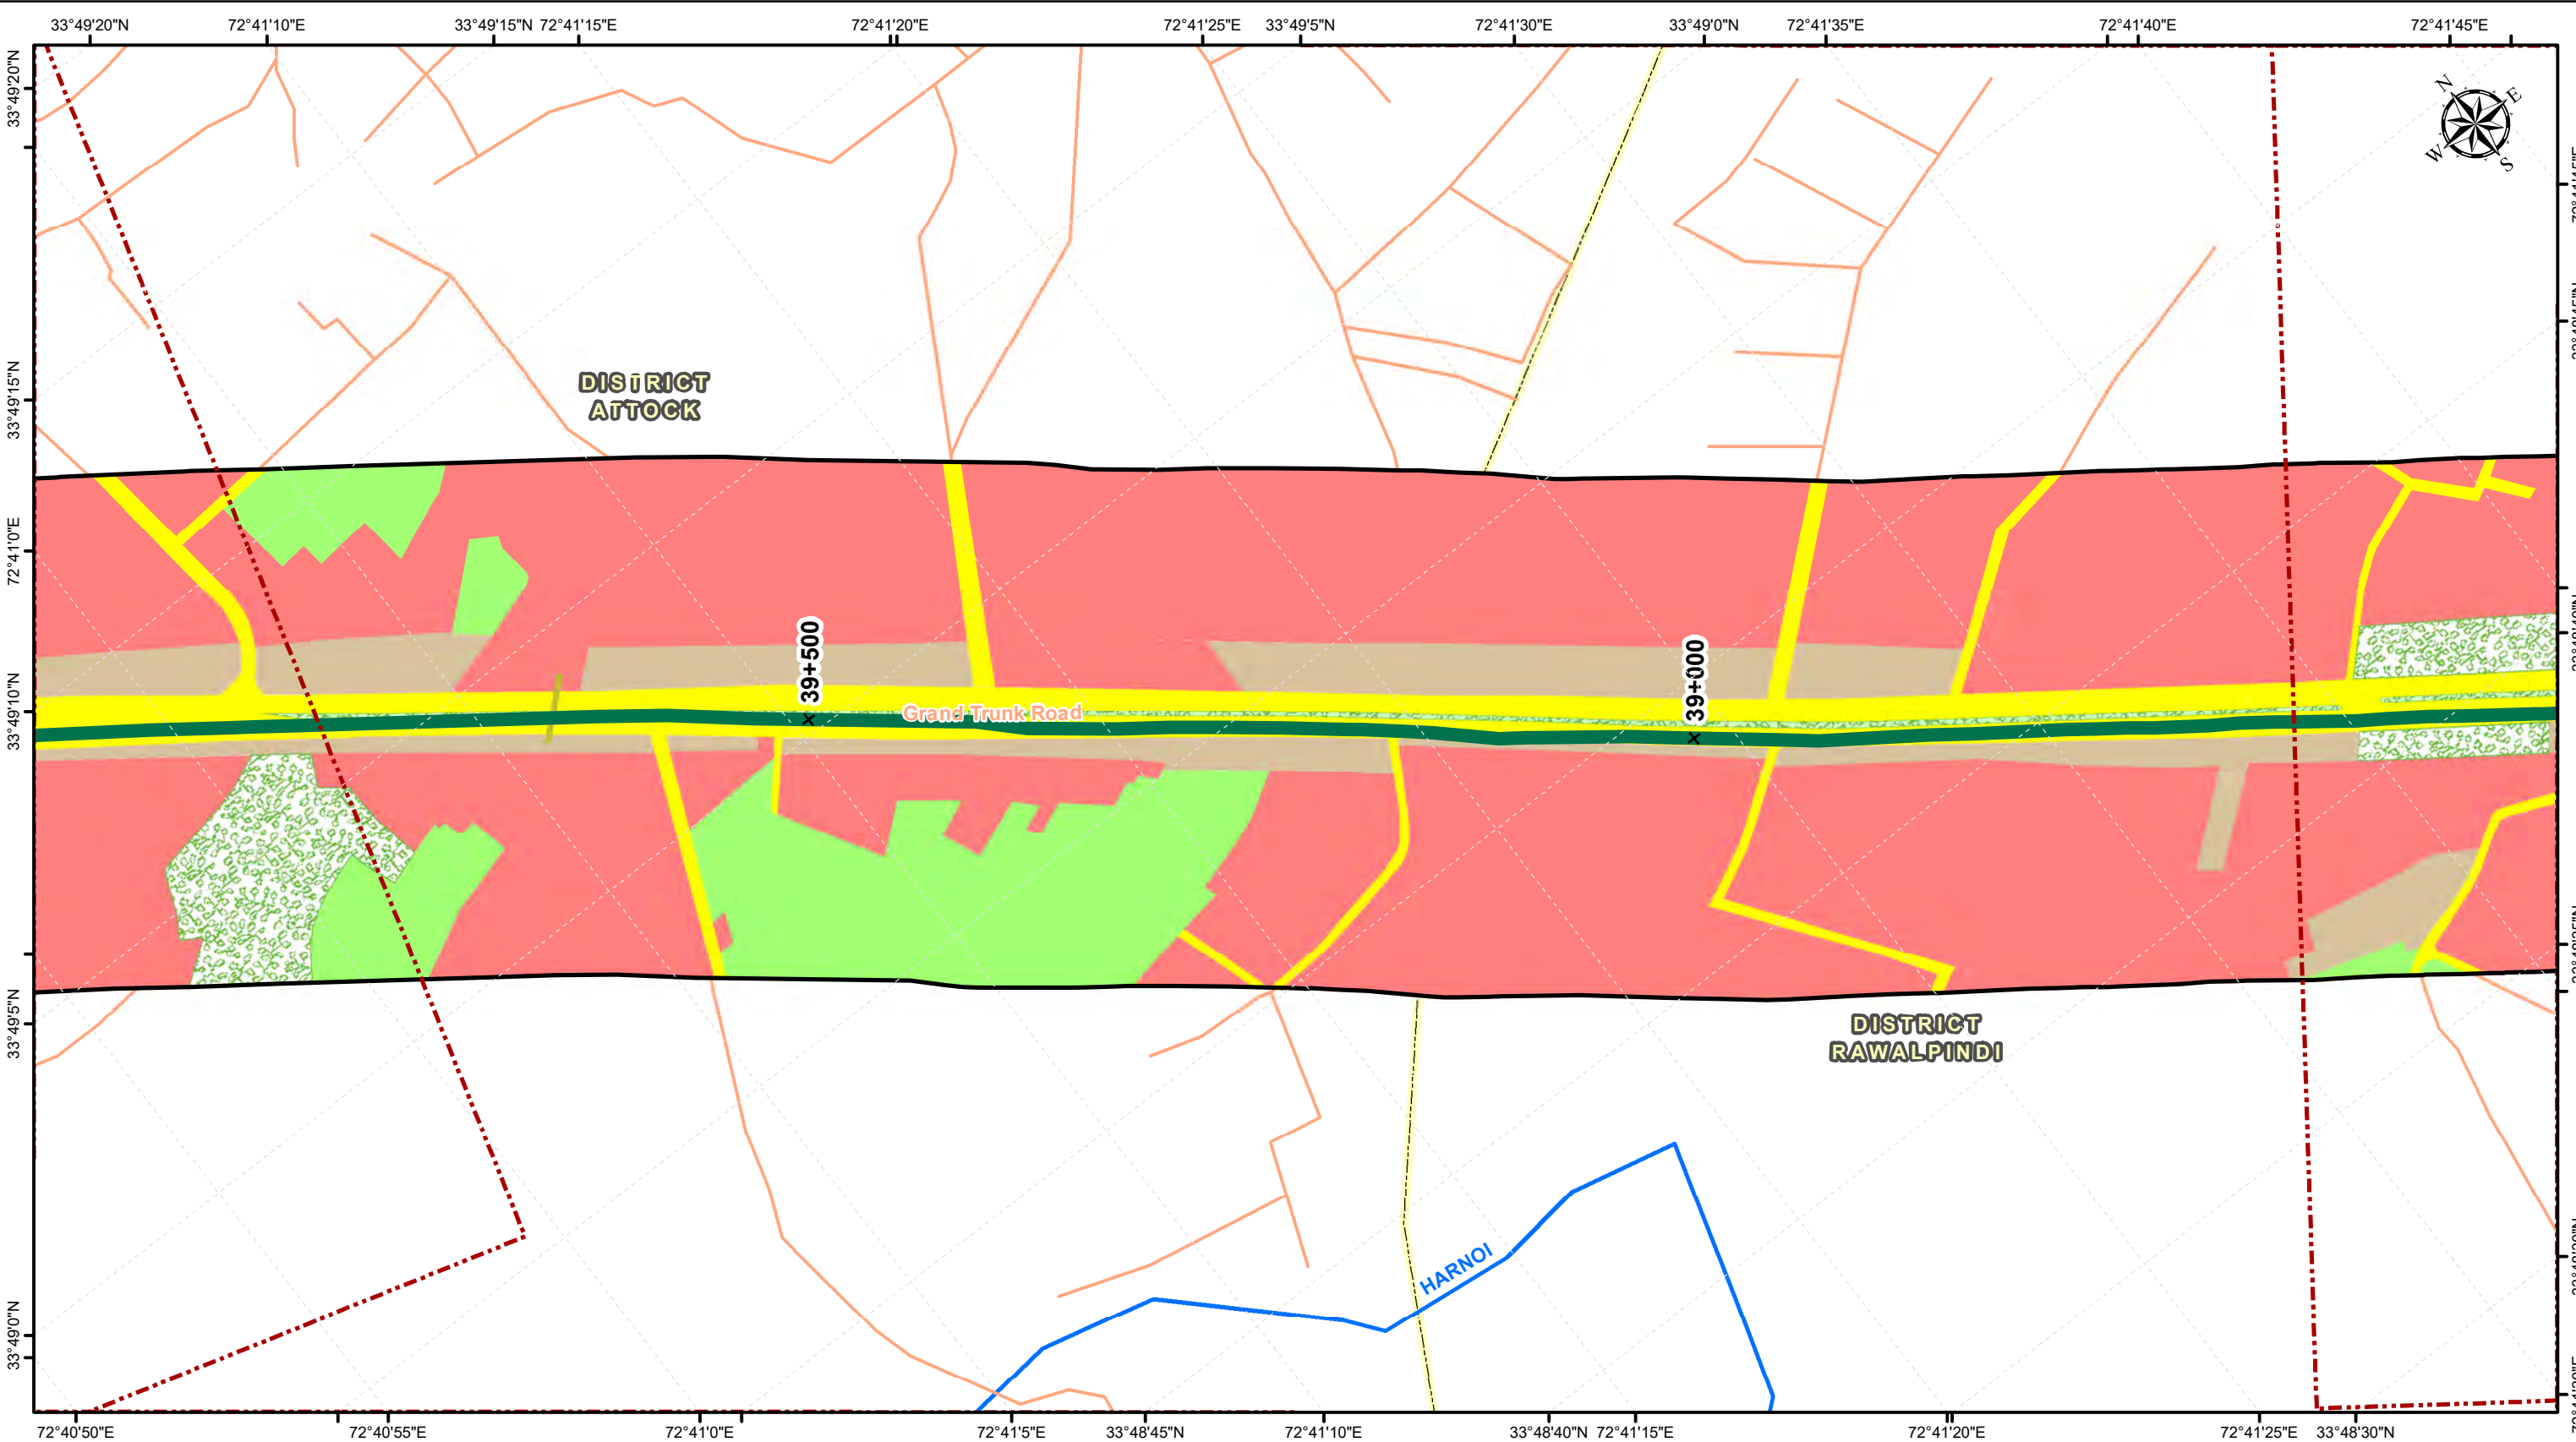 33°49'20"N
72°41'10"E
33°49'15"N
72°41'15"E
72°41'20"E
72°41'25"E
33°49'5"N
72°41'30"E
33°49'0"N
72°41'35"E
72°41'40"E
72°41'45"E
N
E
W
S
33°49'20"N
33°49'15"N
72°41'0"E
33°49'10"N
33°49'5"N
33°49'0"N
DISTRICT
ATTOCK
39+500
Grand Trunk Road
39+000
DISTRICT
RAWALPINDI
HARNOI
72°40'50"E
72°40'55"E
72°41'0"E
72°41'5"E
33°48'45"N
72°41'10"E
33°48'40"N
72°41'15"E
72°41'20"E
72°41'25"E
33°48'30"N